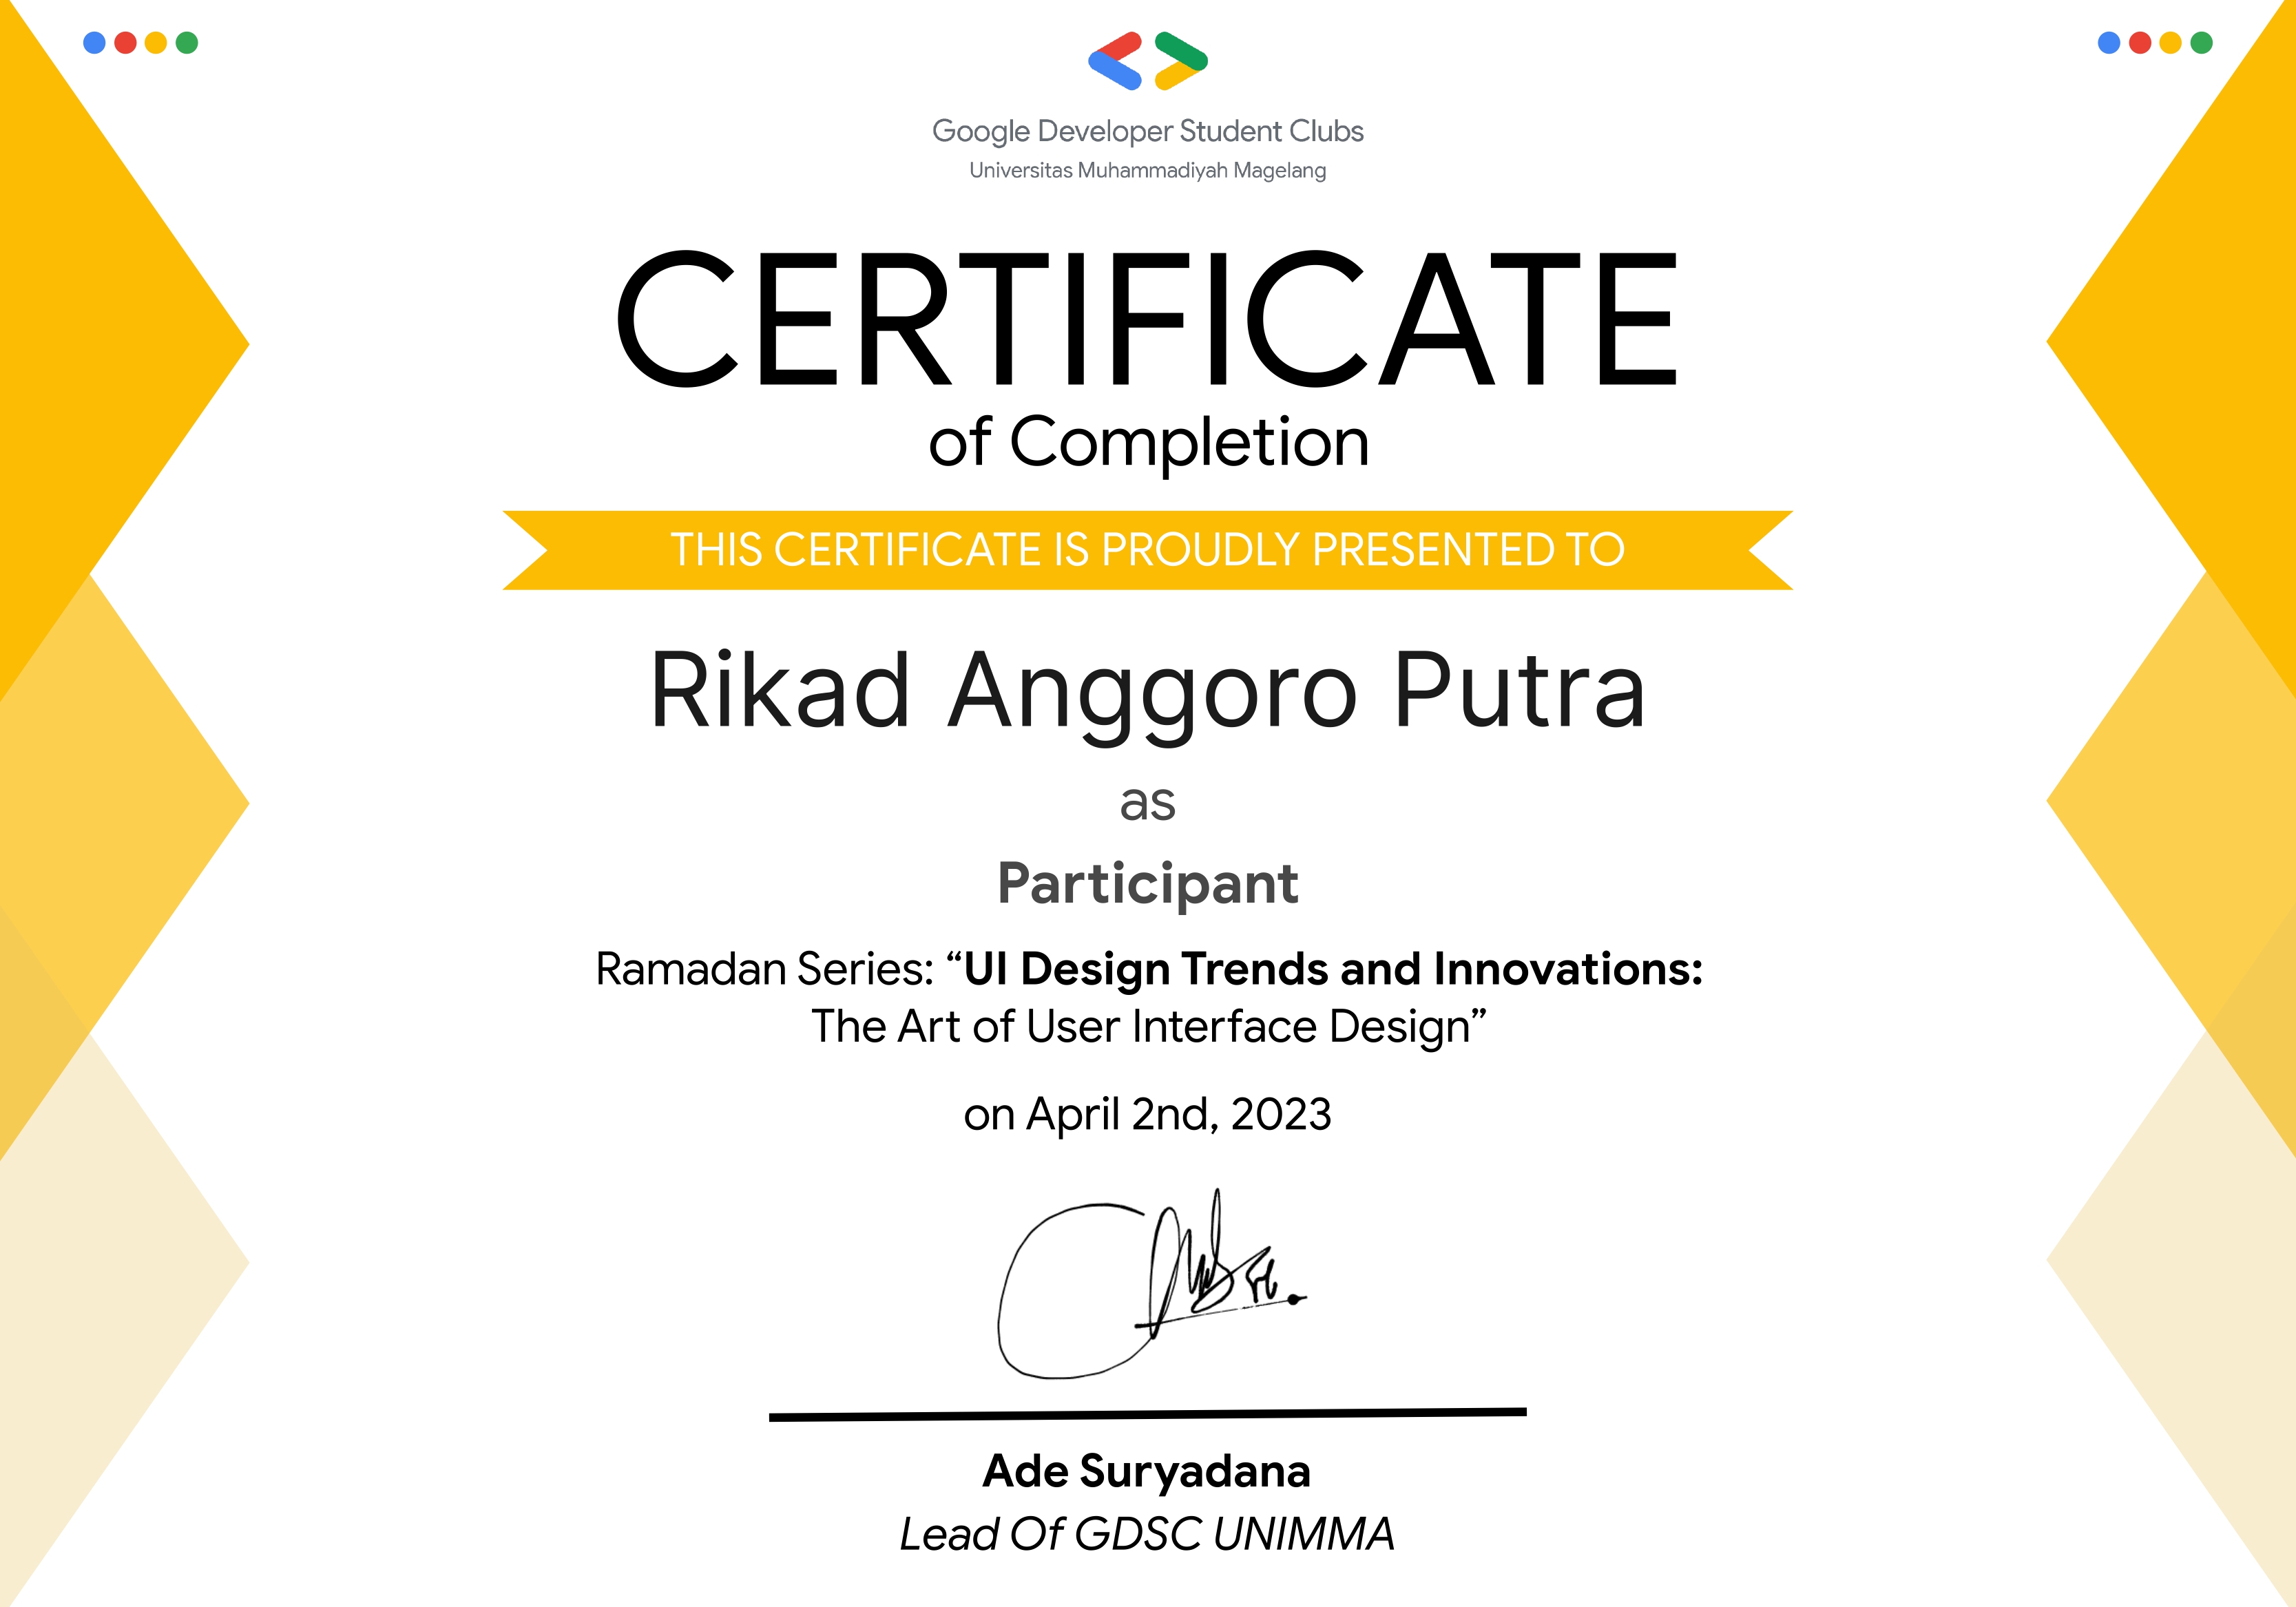 Google Developer Student Clubs
Universitas Muhammadiyah Magelang
CERTIFICATE
of Completion
THIS CERTIFICATE IS PROUDLY PRESENTED TO
Rikad Anggoro Putra
as
Participant
Ramadan Series: “UI Design Trends and Innovations:
The Art of User Interface Design”
on April 2nd, 2023
Ade Suryadana
Lead Of GDSC UNIMMA